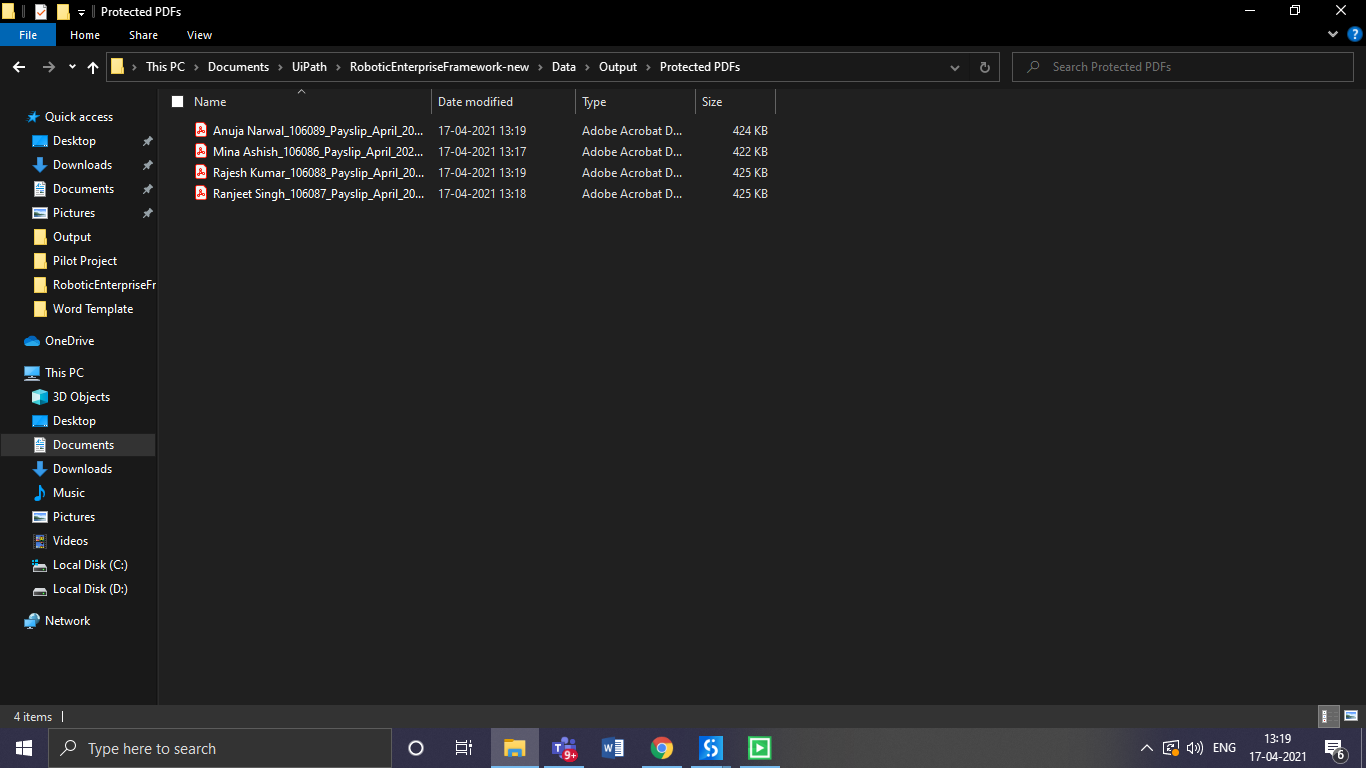 Protected PDFs
File Home Share View
This PC Documents UiPath RoboticEnterpriseFramework-new Data Output Protected PDFs
Search Protected PDFs
Name Date modified Type Size
Anuja Narwal_106089_Payslip_April_20... 17-04-2021 13:19 Adobe Acrobat D... 424 KB
Mina Ashish_106086_Payslip_April_202... 17-04-2021 13:17 Adobe Acrobat D... 422 KB
Rajesh Kumar_106088_Payslip_April_20... 17-04-2021 13:19 Adobe Acrobat D... 425 KB
Ranjeet Singh_106087_Payslip_April_20... 17-04-2021 13:18 Adobe Acrobat D... 425 KB
Quick access
Desktop
Downloads
Documents
Pictures
Output
Pilot Project
RoboticEnterpriseFr
Word Template
OneDrive
This PC
3D Objects
Desktop
Documents
Downloads
Music
Pictures
Videos
Local Disk (C:)
Local Disk (D:)
Network
4 items
Type here to search
9+
ENG
13:19
17-04-2021
6